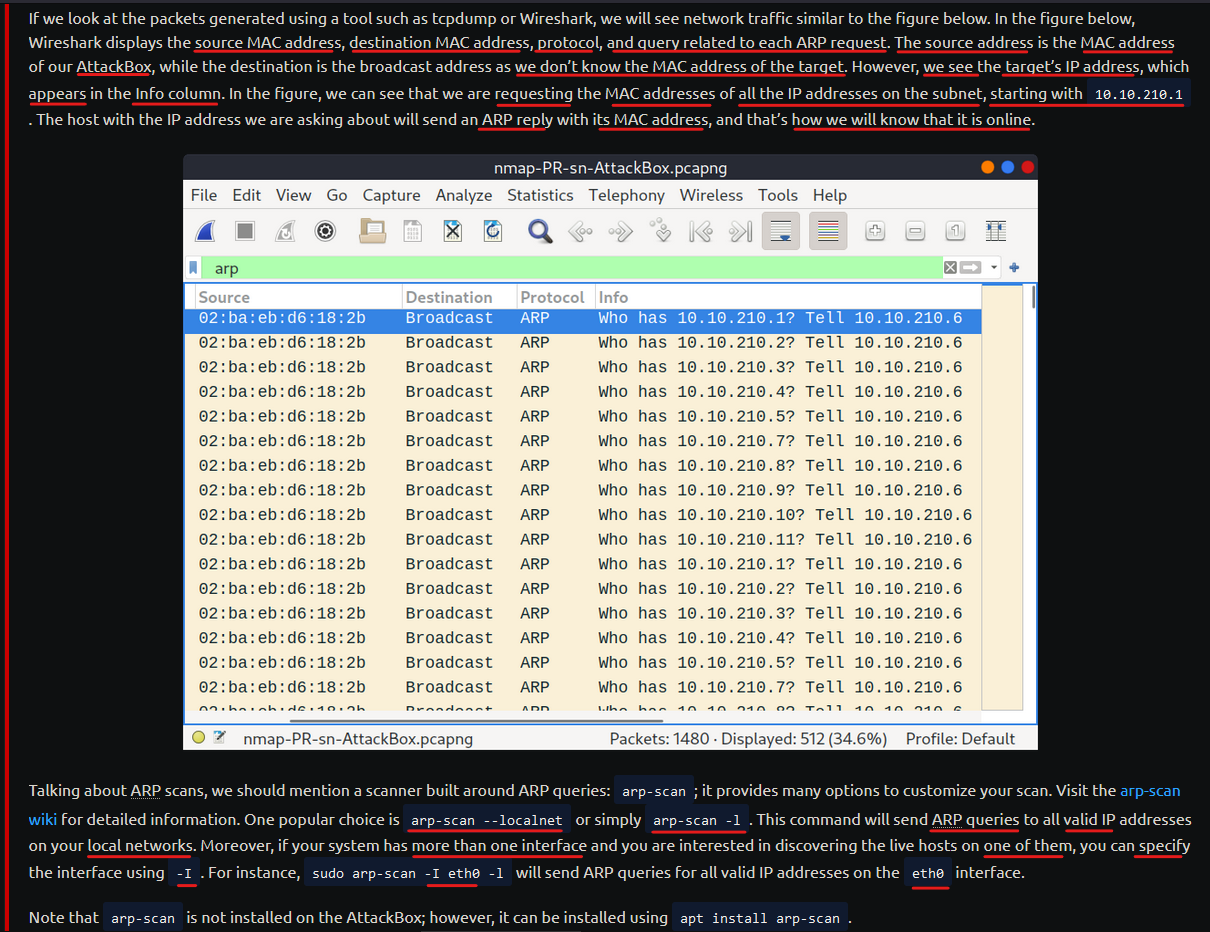 If we look at the packets generated using a tool such as tcpdump or Wireshark, we will see network traffic similar to the figure below. In the figure below,
Wireshark displays the source MAC address, destination MAC address, protocol, and query related to each ARP request. The source address is the MAC address
of our AttackBox, while the destination is the broadcast address as we don't know the MAC address of the target. However, we see the target's IP address, which
appears in the Info column. In the figure, we can see that we are requesting the MAC addresses of all the IP addresses on the subnet, starting with 10.10.210.1
. The host with the IP address we are asking about will send an ARP reply with its MAC address, and that's how we will know that it is online.
nmap-PR-sn-AttackBox.pcapng
File Edit View Go Capture Analyze Statistics Telephony Wireless Tools Help
arp
Source Destination Protocol Info
02:ba:eb:d6:18:2b Broadcast ARP Who has 10.10.210.1? Tell 10.10.210.6
02:ba:eb:d6:18:2b Broadcast ARP Who has 10.10.210.2? Tell 10.10.210.6
02:ba:eb:d6:18:2b Broadcast ARP Who has 10.10.210.3? Tell 10.10.210.6
02:ba:eb:d6:18:2b Broadcast ARP Who has 10.10.210.4? Tell 10.10.210.6
02:ba:eb:d6:18:2b Broadcast ARP Who has 10.10.210.5? Tell 10.10.210.6
02:ba:eb:d6:18:2b Broadcast ARP Who has 10.10.210.7? Tell 10.10.210.6
02:ba:eb:d6:18:2b Broadcast ARP Who has 10.10.210.8? Tell 10.10.210.6
02:ba:eb:d6:18:2b Broadcast ARP Who has 10.10.210.9? Tell 10.10.210.6
02:ba:eb:d6:18:2b Broadcast ARP Who has 10.10.210.10? Tell 10.10.210.6
02:ba:eb:d6:18:2b Broadcast ARP Who has 10.10.210.11? Tell 10.10.210.6
02:ba:eb:d6:18:2b Broadcast ARP Who has 10.10.210.1? Tell 10.10.210.6
02:ba:eb:d6:18:2b Broadcast ARP Who has 10.10.210.2? Tell 10.10.210.6
02:ba:eb:d6:18:2b Broadcast ARP Who has 10.10.210.3? Tell 10.10.210.6
02:ba:eb:d6:18:2b Broadcast ARP Who has 10.10.210.4? Tell 10.10.210.6
02:ba:eb:d6:18:2b Broadcast ARP Who has 10.10.210.5? Tell 10.10.210.6
02:ba:eb:d6:18:2b Broadcast ARP Who has 10.10.210.7? Tell 10.10.210.6
nmap-PR-sn-AttackBox.pcapng Packets: 1480 · Displayed: 512 (34.6%) Profile: Default
Talking about ARP scans, we should mention a scanner built around ARP queries: arp-scan ; it provides many options to customize your scan. Visit the arp-scan
wiki for detailed information. One popular choice is arp-scan --localnet or simply arp-scan -l . This command will send ARP queries to all valid IP addresses
on your local networks. Moreover, if your system has more than one interface and you are interested in discovering the live hosts on one of them, you can specify
the interface using -I . For instance, sudo arp-scan -I eth0 -l will send ARP queries for all valid IP addresses on the eth0 interface.
Note that arp-scan is not installed on the AttackBox; however, it can be installed using apt install arp-scan .